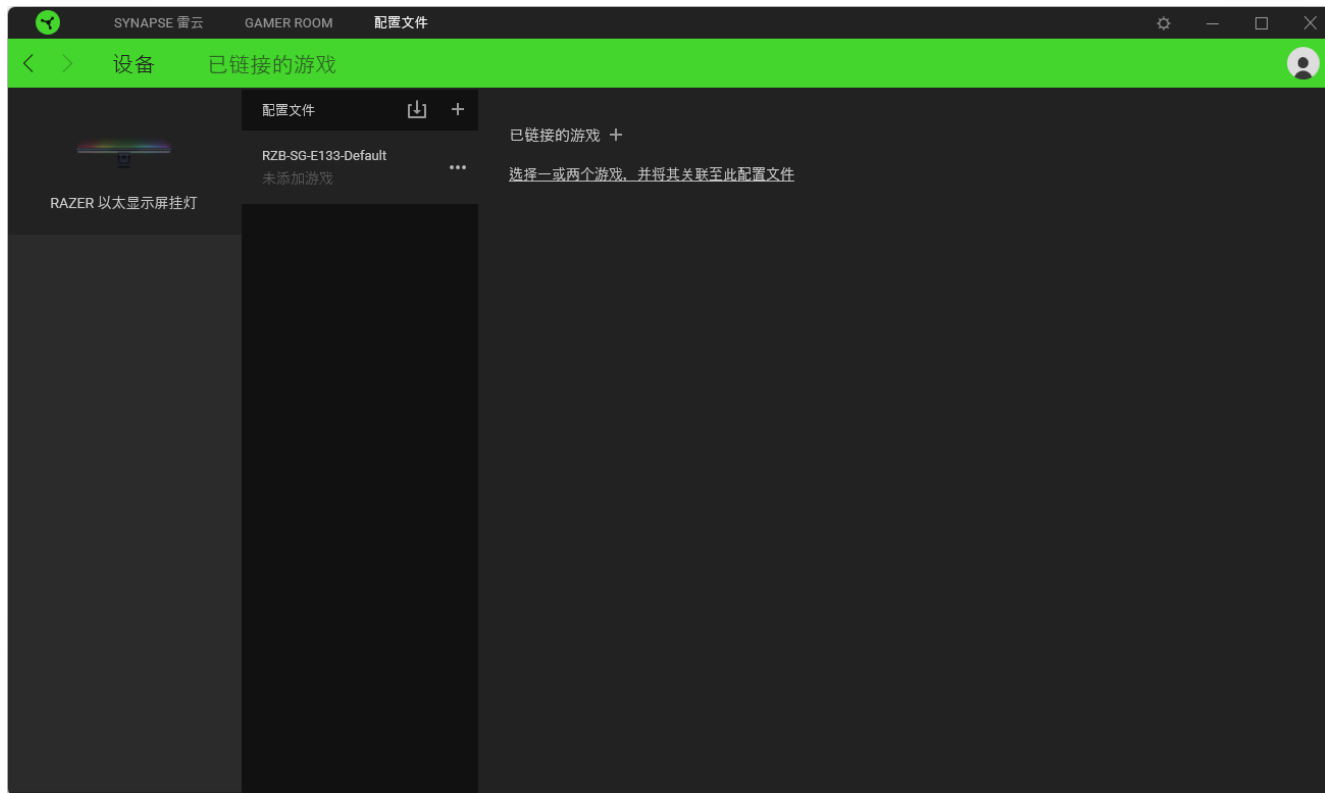 SYNAPSE 雷云 GAMER ROOM 配置文件
设备 已链接的游戏
RAZER 以太显示屏挂灯
配置文件
RZB-SG-E133-Default
未添加游戏
已链接的游戏
选择一或两个游戏，并将其关联至此配置文件